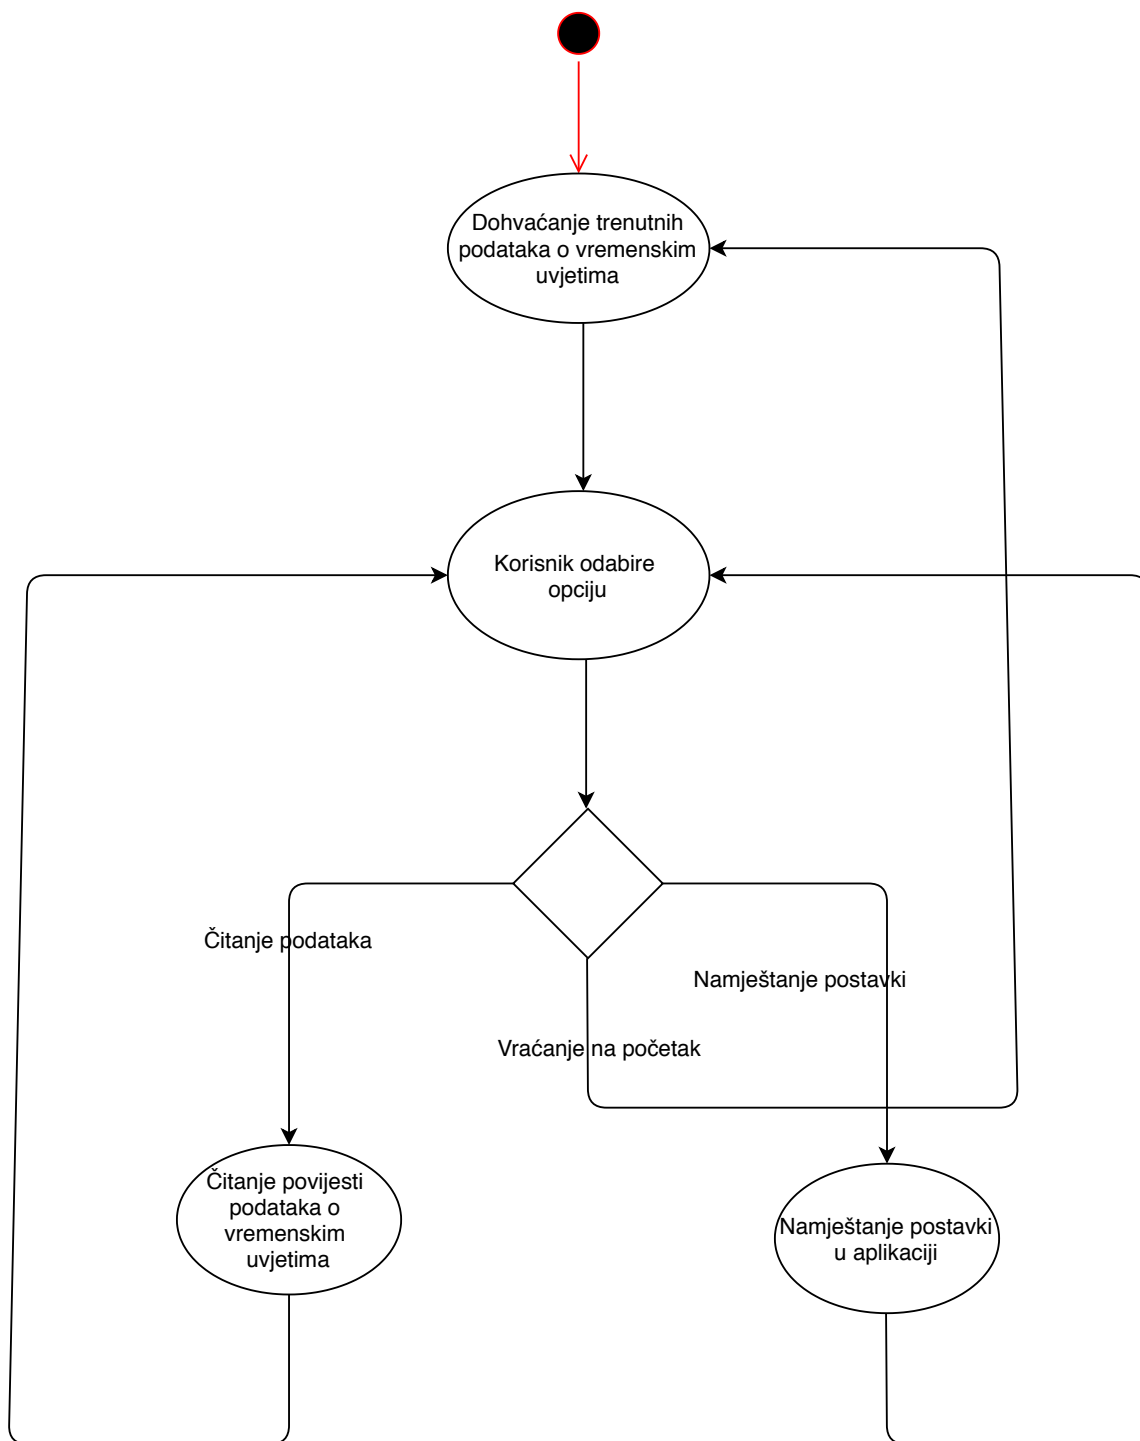 Dohvaćanje trenutnih
podataka o vremenskim
uvjetima
Korisnik odabire
opciju
Čitanje podataka
Namještanje postavki
Vraćanje na početak
Čitanje povijesti
podataka o
vremenskim
uvjetima
Namještanje postavki
u aplikaciji